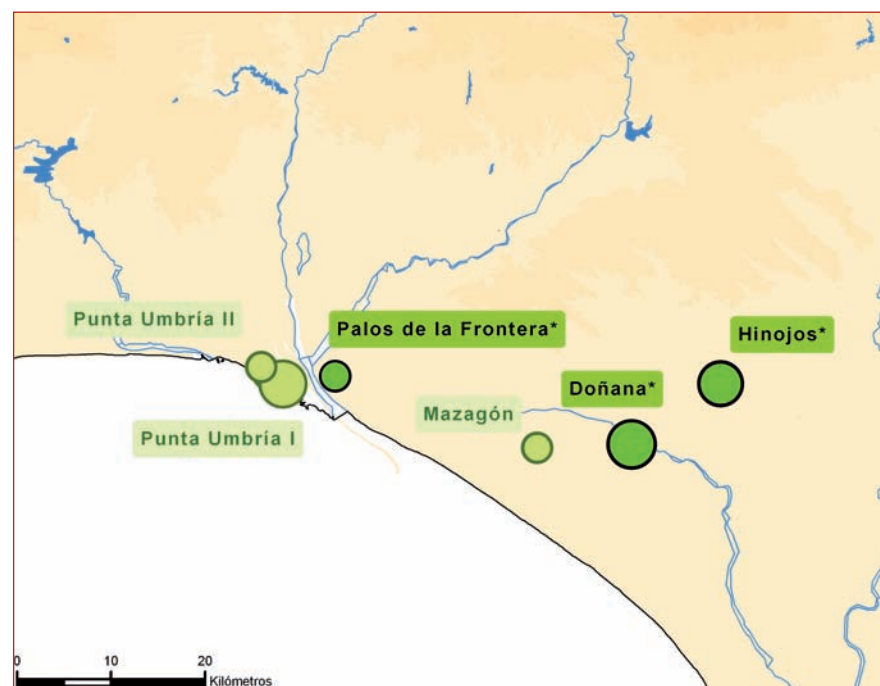 Punta Umbría II
Palos de la Frontera*
Hinojos*
Doñana*
Mazagón
Punta Umbría I
0 10 20
Kilómetros